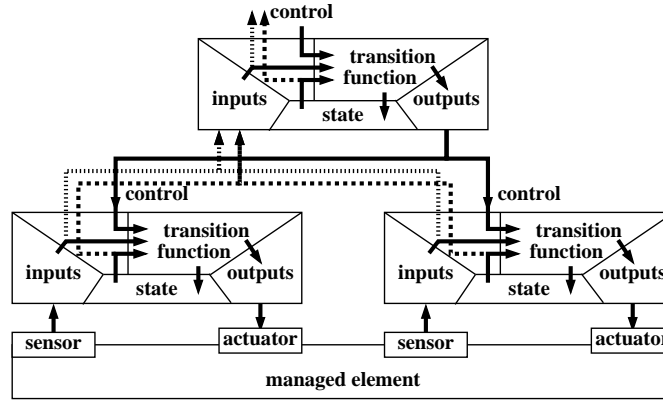 control
transition
function
inputs
outputs
state
control
control
transition
function
inputs
outputs
state
transition
function
inputs
outputs
state
sensor
actuator
sensor
actuator
managed element